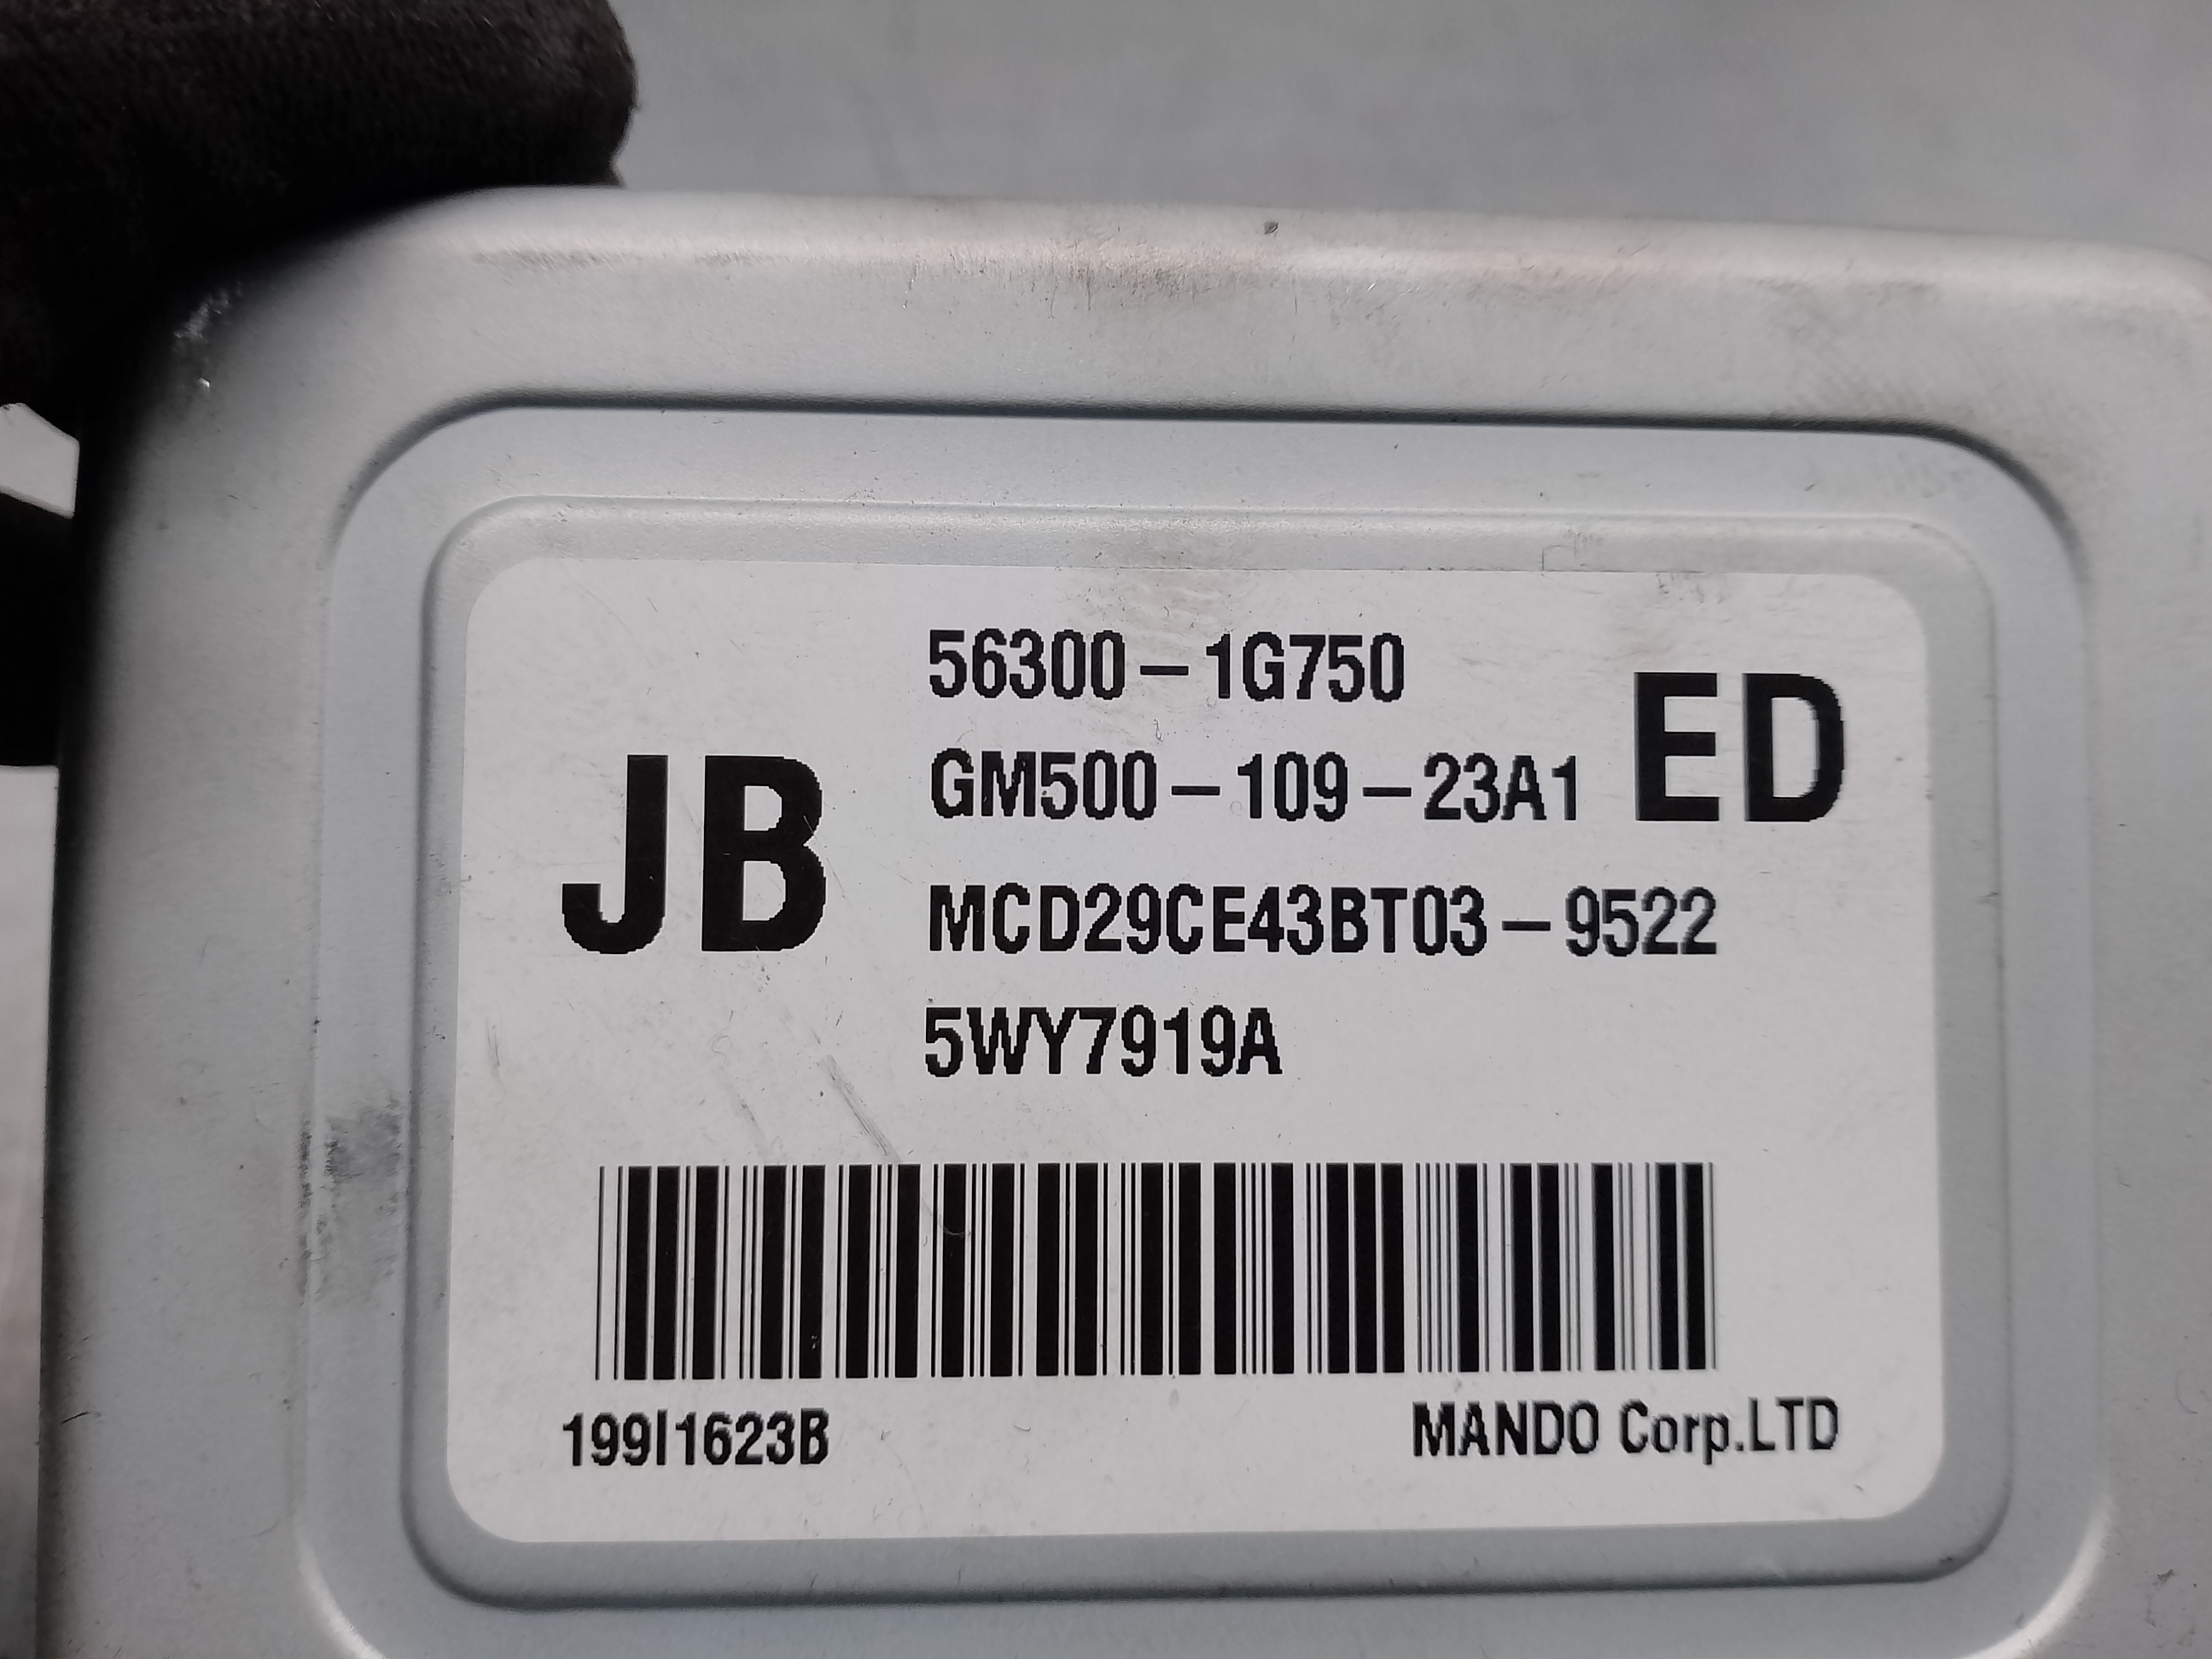 56300-1G750
JB
GM500-109-23A1
ED
MCD29CE43BT03-9522
5WY7919A
199I1623B
MANDO Corp.LTD